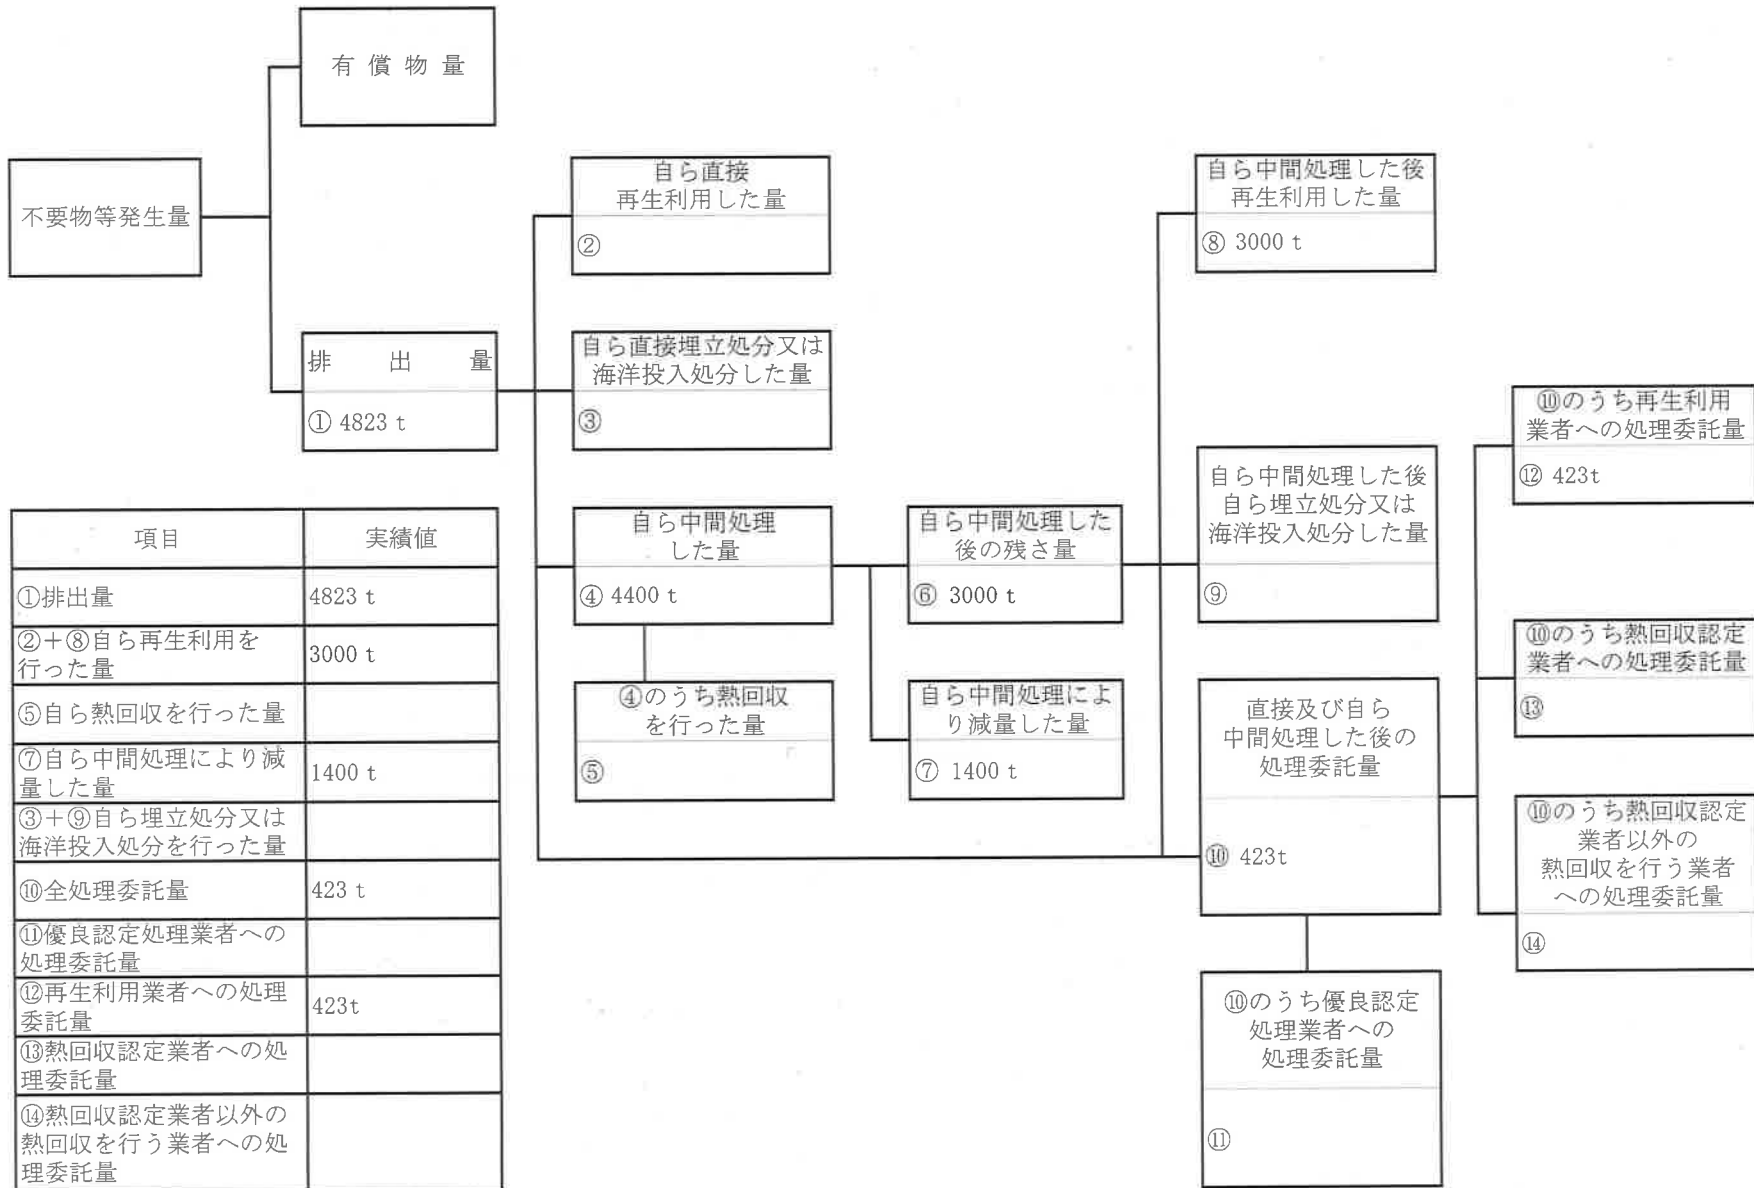 有償物量
不要物等発生量
排出量
① 4823 t
自ら直接
再生利用した量
②
自ら直接埋立処分又は
海洋投入処分した量
③
自ら中間処理
した量
④ 4400 t
④のうち熱回収
を行った量
⑤
自ら中間処理した
後の残さ量
⑥ 3000 t
自ら中間処理によ
り減量した量
⑦ 1400 t
自ら中間処理した後
再生利用した量
⑧ 3000 t
自ら中間処理した後
自ら埋立処分又は
海洋投入処分した量
⑨
直接及び自ら
中間処理した後の
処理委託量
⑩ 423t
⑩のうち優良認定
処理業者への
処理委託量
⑪
⑩のうち再生利用
業者への処理委託量
⑫ 423t
⑩のうち熱回収認定
業者への処理委託量
⑬
⑩のうち熱回収認定
業者以外の
熱回収を行う業者
への処理委託量
⑭
項目 実績値
①排出量 4823 t
②+⑧自ら再生利用を
行った量 3000 t
⑤自ら熱回収を行った量
⑦自ら中間処理により減
量した量 1400 t
③+⑨自ら埋立処分又は
海洋投入処分を行った量
⑩全処理委託量 423 t
⑪優良認定処理業者への
処理委託量
⑫再生利用業者への処理
委託量 423t
⑬熱回収認定業者への処
理委託量
⑭熱回収認定業者以外の
熱回収を行う業者への処
理委託量